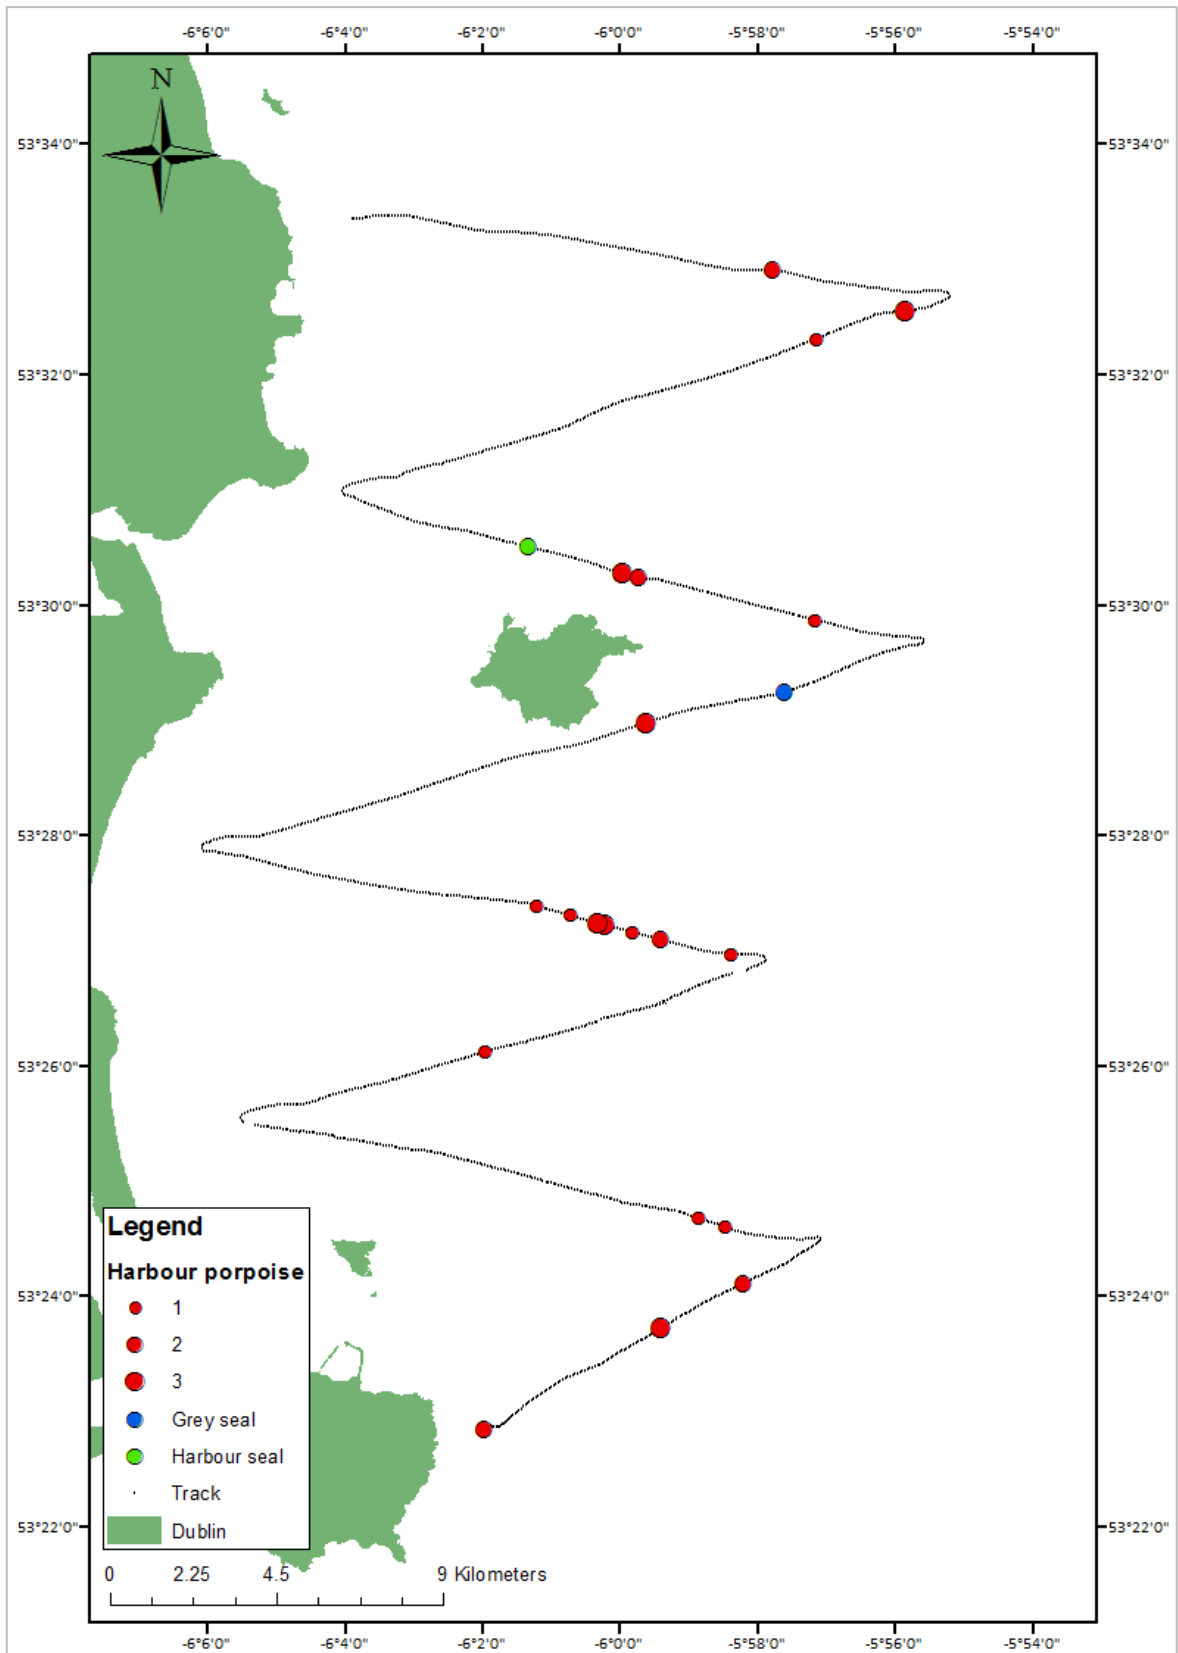 -6°6'0" -6°4'0" -6°2'0" -6°0'0" -5°58'0" -5°56'0" -5°54'0"
N
53°34'0" 53°34'0"
53°32'0" 53°32'0"
53°30'0" 53°30'0"
53°28'0" 53°28'0"
53°26'0" 53°26'0"
53°24'0" 53°24'0"
53°22'0" 53°22'0"
Legend
Harbour porpoise
1
2
3
Grey seal
Harbour seal
Track
Dublin
0 2.25 4.5 9 Kilometers
-6°6'0" -6°4'0" -6°2'0" -6°0'0" -5°58'0" -5°56'0" -5°54'0"